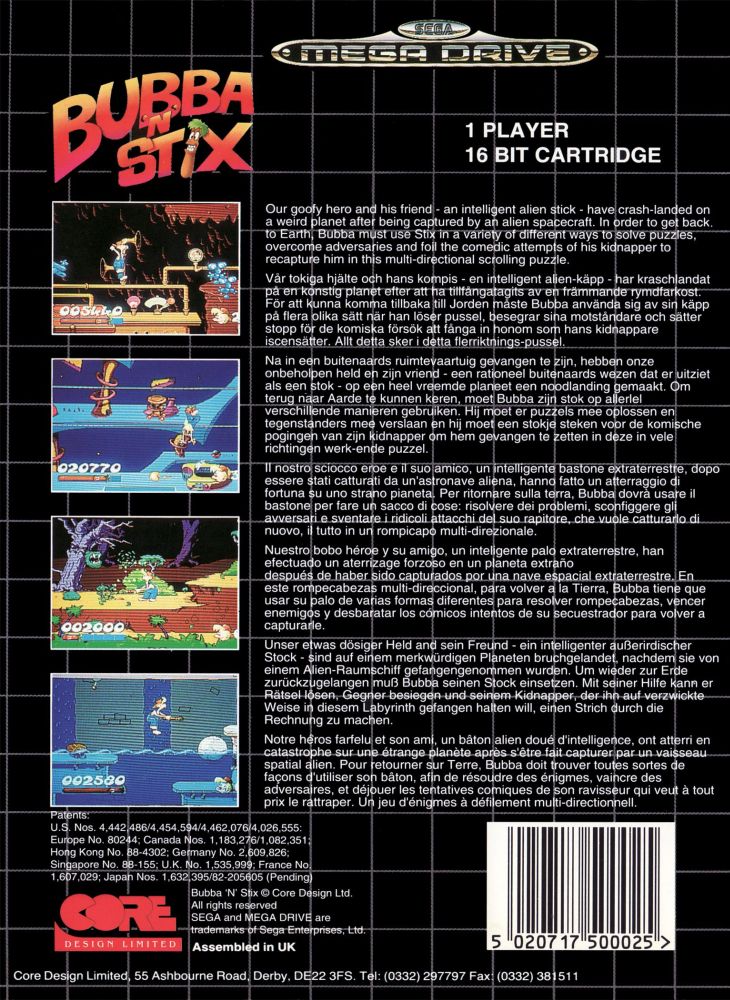 SEGA
MEGA DRIVE
BUBBA
'N'
STIX
1 PLAYER
16 BIT CARTRIDGE
Our goofy hero and his friend - an intelligent alien stick - have crash-landed on
a weird planet after being captured by an alien spacecraft. In order to get back
to Earth, Bubba must use Stix in a variety of different ways to solve puzzles,
overcome adversaries and foil the comedic attempts of his kidnapper to
recapture him in this multi-directional scrolling puzzle.
Vår tokiga hjälte och hans kompis - en intelligent alien-käpp - har kraschlandat
på en konstig planet efter att ha tillfångatagits av en främmande rymdfarkost.
För att kunna komma tillbaka till Jorden måste Bubba använda sig av sin käpp
på flera olika sätt när han löser pussel, besegrar sina motståndare och sätter
stopp för de komiska försök att fånga in honom som hans kidnappare
iscensätter. Allt detta sker i detta flerriktnings-pussel.
Na in een buitenaards ruimtevaartuig gevangen te zijn, hebben onze
onbeholpen held en zijn vriend - een rationeel buitenaards wezen dat er uitziet
als een stok - op een heel vreemde planeet een noodlanding gemaakt. Om
terug naar Aarde te kunnen keren, moet Bubba zijn stok op allerlel
verschillende manieren gebruiken. Hij moet er puzzels mee oplossen en
tegenstanders mee verslaan en hij moet een stokje steken voor de komische
pogingen van zijn kidnapper om hem gevangen te zetten in deze in vele
richtingen werk-ende puzzel.
Il nostro sciocco eroe e il suo amico, un intelligente bastone extraterrestre, dopo
essere stati catturati da un'astronave aliena, hanno fatto un atterraggio di
fortuna su uno strano pianeta. Per ritornare sulla terra, Bubba dovrà usare il
bastone per fare un sacco di cose: risolvere dei problemi, sconfiggere gli
avversari e sventare i ridicoli attacchi del suo rapitore, che vuole catturarlo di
nuovo, il tutto in un rompicapo multi-direzionale.
Nuestro bobo héroe y su amigo, un inteligente palo extraterrestre, han
efectuado un aterrizage forzoso en un planeta extraño
después de haber sido capturados por una nave espacial extraterrestre. En
este rompecabezas multi-direccional, para volver a la Tierra, Bubba tiene que
usar su palo de varias formas diferentes para resolver rompecabezas, vencer
enemigos y desbaratar los cómicos intentos de su secuestrador para volver a
capturarle.
Unser etwas dösiger Held and sein Freund - ein intelligenter außerirdischer
Stock - sind auf einem merkwürdigen Planeten bruchgelandet, nachdem sie von
einem Alien-Raumschiff gefangengenommen wurden. Um wieder zur Erde
zurückzugelangen muß Bubba seinen Stock einsetzen. Mit seiner Hilfe kann er
Rätsel lösen, Gegner besiegen und seinem Kidnapper, der ihn auf verzwickte
Weise in diesem Labyrinth gefangen halten will, einen Strich durch die
Rechnung zu machen.
Notre héros farfelu et son ami, un bâton alien doué d'intelligence, ont atterri en
catastrophe sur une étrange planète après s'être fait capturer par un vaisseau
spatial alien. Pour retourner sur Terre, Bubba doit trouver toutes sortes de
façons d'utiliser son bâton, afin de résoudre des énigmes, vaincre des
adversaires, et déjouer les tentatives comiques de son ravisseur qui veut à tout
prix le rattraper. Un jeu d'énigmes à défilement multi-directionnell.
005440
020770
002000
002580
Patents:
U.S. Nos. 4,442,486/4,454,594/4,462,076/4,026,555:
Europe No. 80244; Canada Nos. 1,183,276/1,082,351;
Hong Kong No. 88-4302; Germany No. 2,609,826;
Singapore No. 88-155; U.K. No. 1,535,999; France No.
1,607,029; Japan Nos. 1,632,395/82-205605 (Pending)
CORE
DESIGN LIMITED
Bubba 'N' Stix © Core Design Ltd.
All rights reserved
SEGA and MEGA DRIVE are
trademarks of Sega Enterprises, Ltd.
Assembled in UK
5 020717 500025 >
Core Design Limited, 55 Ashbourne Road, Derby, DE22 3FS. Tel: (0332) 297797 Fax: (0332) 381511